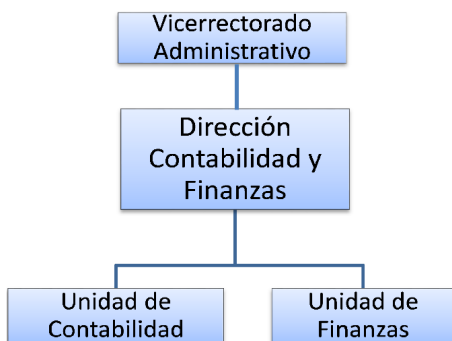 Vicerrectorado
Administrativo
Dirección
Contabilidad y
Finanzas
Unidad de
Contabilidad
Unidad de
Finanzas